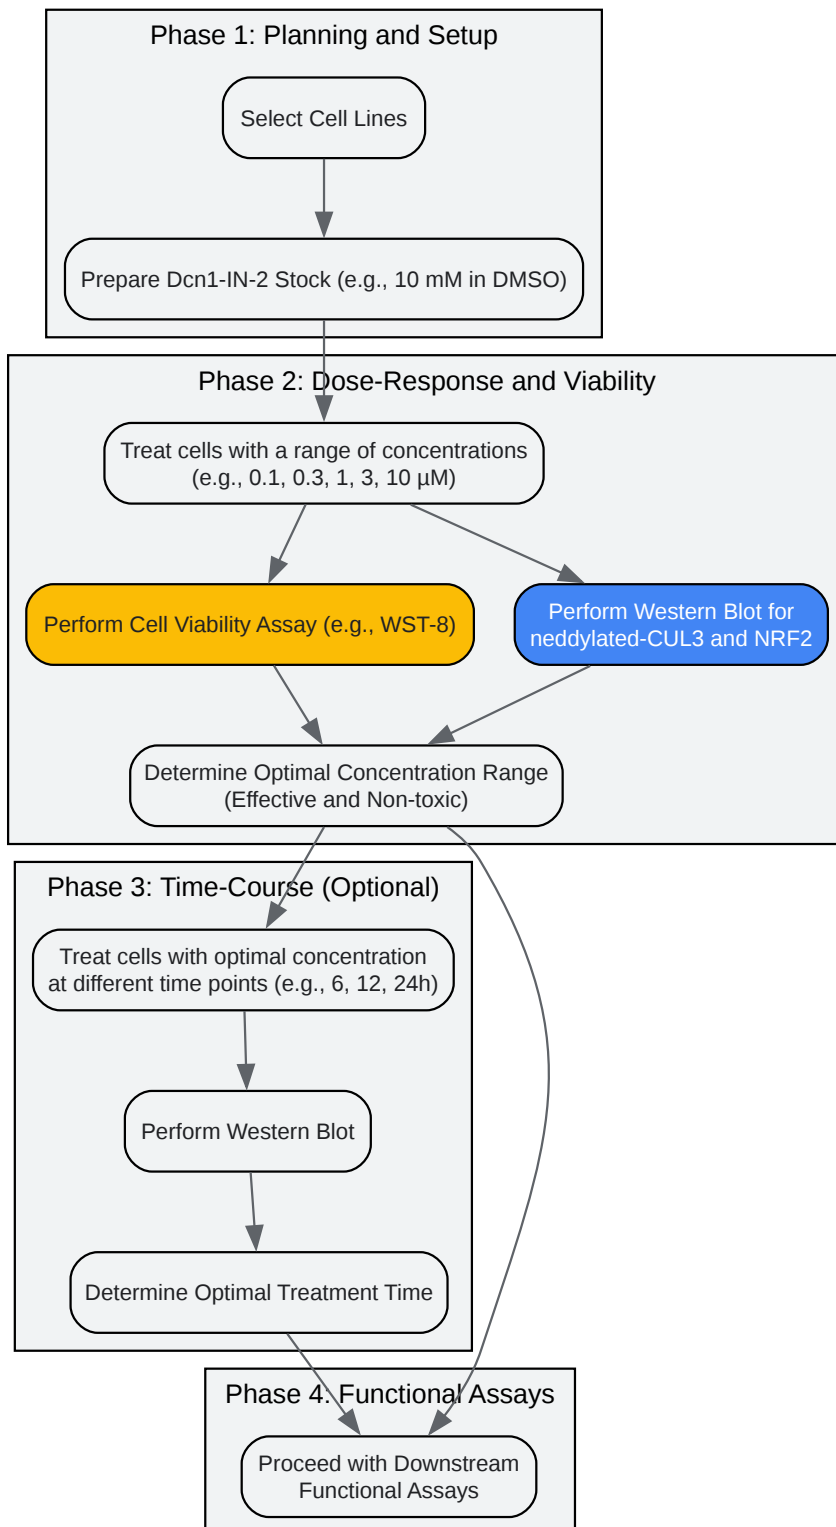 Phase 1: Planning and Setup
Select Cell Lines
Prepare Dcn1-IN-2 Stock (e.g., 10 mM in DMSO)
Phase 2: Dose-Response and Viability
Treat cells with a range of concentrations
(e.g., 0.1, 0.3, 1, 3, 10 µM)
Perform Cell Viability Assay (e.g., WST-8)
Perform Western Blot for
neddylated-CUL3 and NRF2
Determine Optimal Concentration Range
(Effective and Non-toxic)
Phase 3: Time-Course (Optional)
Treat cells with optimal concentration
at different time points (e.g., 6, 12, 24h)
Perform Western Blot
Determine Optimal Treatment Time
Phase 4: Functional Assays
Proceed with Downstream
Functional Assays